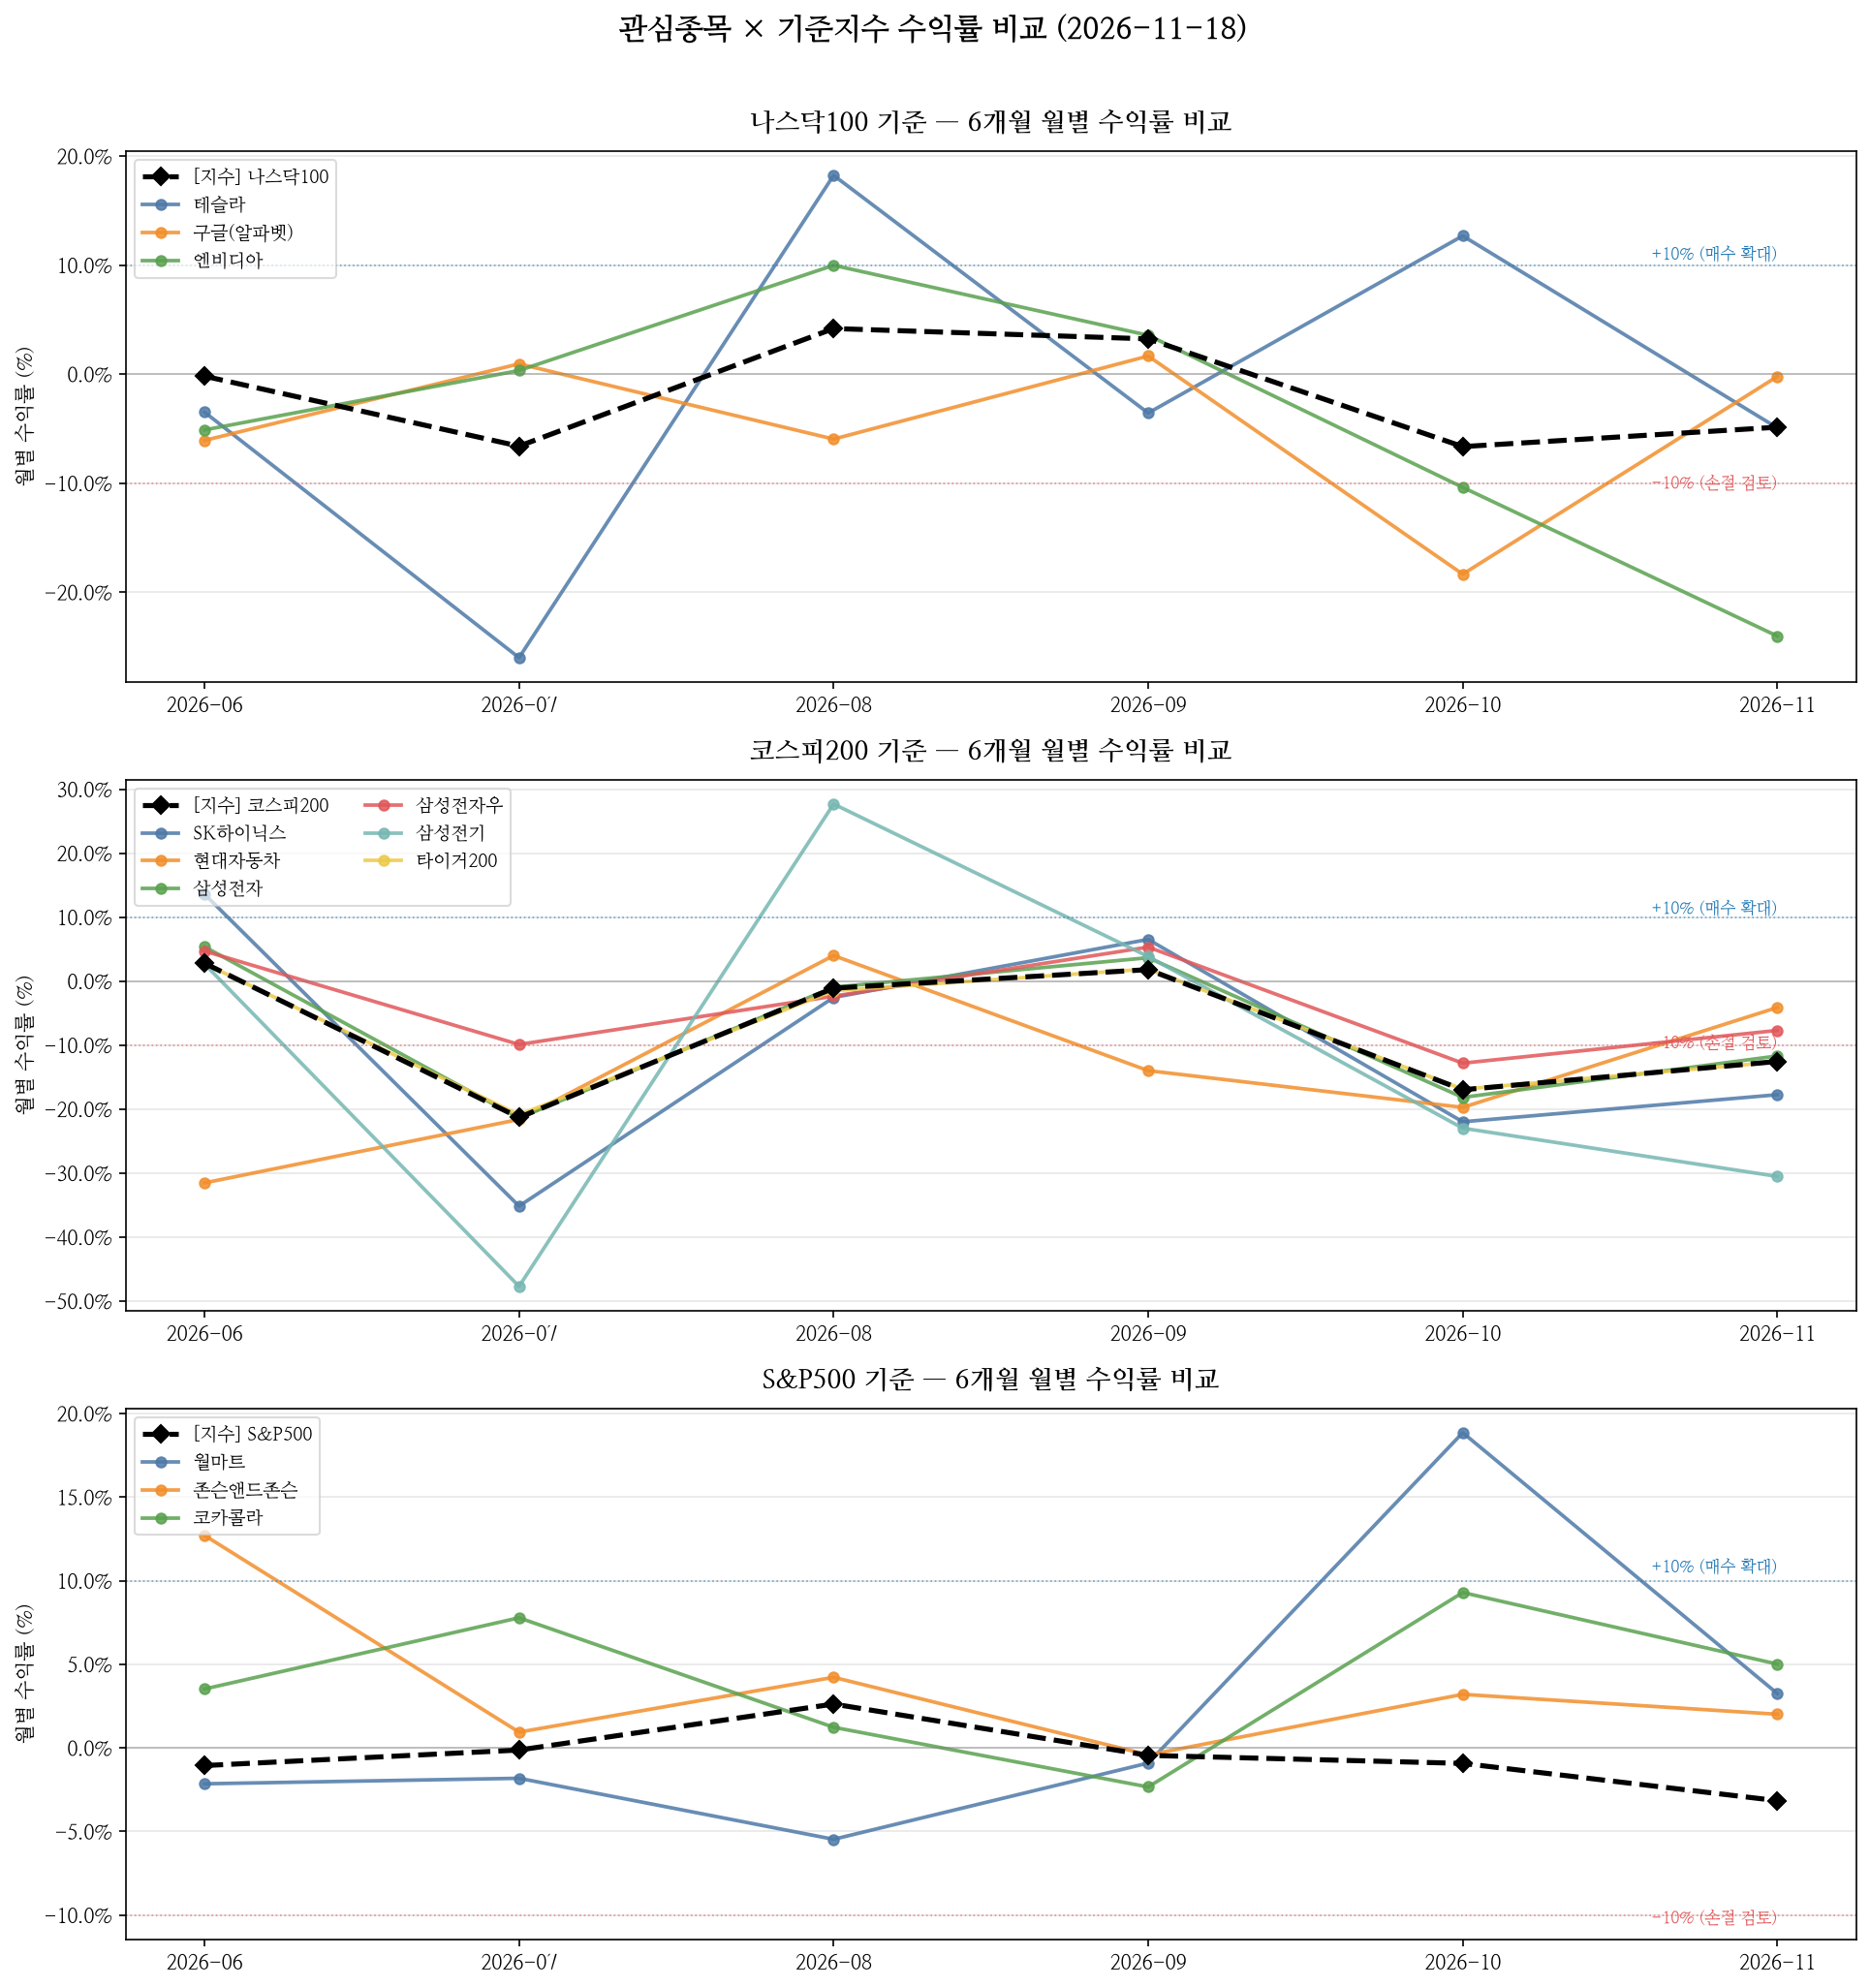 관심종목 × 기준지수 수익률 비교 (2026-11-18)
나스닥100 기준 — 6개월 월별 수익률 비교
월별 수익률 (%)
20.0%
10.0%
0.0%
−10.0%
−20.0%
[지수] 나스닥100
테슬라
구글(알파벳)
엔비디아
+10% (매수 확대)
−10% (손절 검토)
2026-06
2026-07
2026-08
2026-09
2026-10
2026-11
코스피200 기준 — 6개월 월별 수익률 비교
월별 수익률 (%)
30.0%
20.0%
10.0%
0.0%
−10.0%
−20.0%
−30.0%
−40.0%
−50.0%
[지수] 코스피200
SK하이닉스
현대자동차
삼성전자
삼성전자우
삼성전기
타이거200
+10% (매수 확대)
−10% (손절 검토)
2026-06
2026-07
2026-08
2026-09
2026-10
2026-11
S&P500 기준 — 6개월 월별 수익률 비교
월별 수익률 (%)
20.0%
15.0%
10.0%
5.0%
0.0%
−5.0%
−10.0%
[지수] S&P500
월마트
존슨앤드존슨
코카콜라
+10% (매수 확대)
−10% (손절 검토)
2026-06
2026-07
2026-08
2026-09
2026-10
2026-11